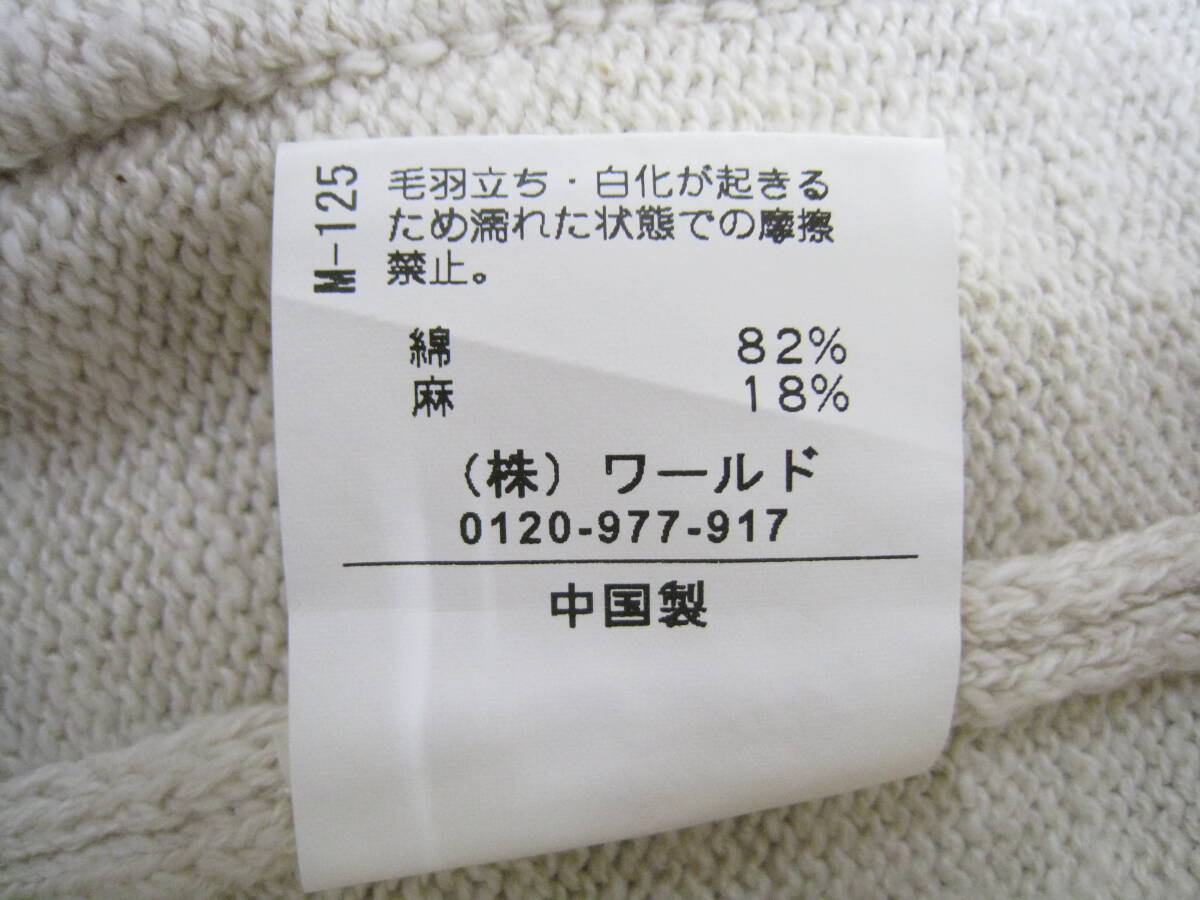 M-125
毛羽立ち・白化が起きる
ため濡れた状態での摩擦
禁止。
綿 82%
麻 18%
(株) ワールド
0120-977-917
中国製